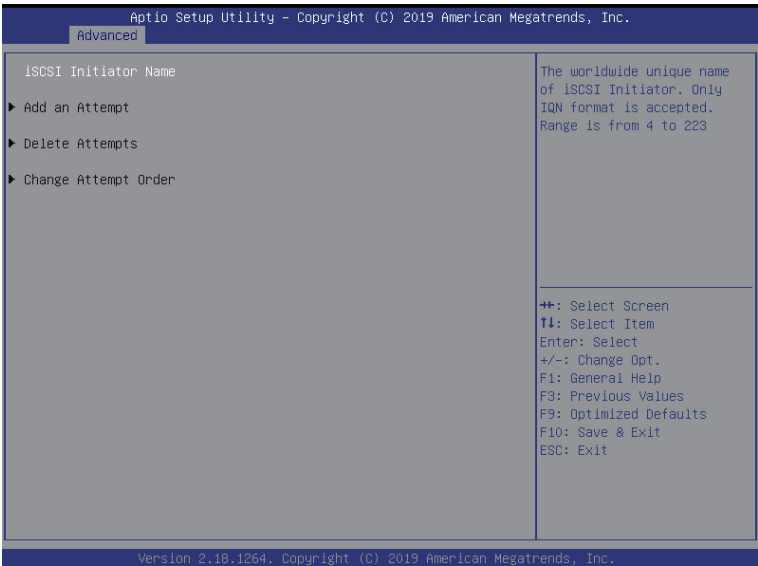 Aptio Setup Utility – Copyright (C) 2019 American Megatrends, Inc.
Advanced
iSCSI Initiator Name
▶ Add an Attempt
▶ Delete Attempts
▶ Change Attempt Order
The worldwide unique name
of iSCSI Initiator. Only
IQN format is accepted.
Range is from 4 to 223
→←: Select Screen
↑↓: Select Item
Enter: Select
+/-: Change Opt.
F1: General Help
F3: Previous Values
F9: Optimized Defaults
F10: Save & Exit
ESC: Exit
Version 2.18.1264. Copyright (C) 2019 American Megatrends, Inc.